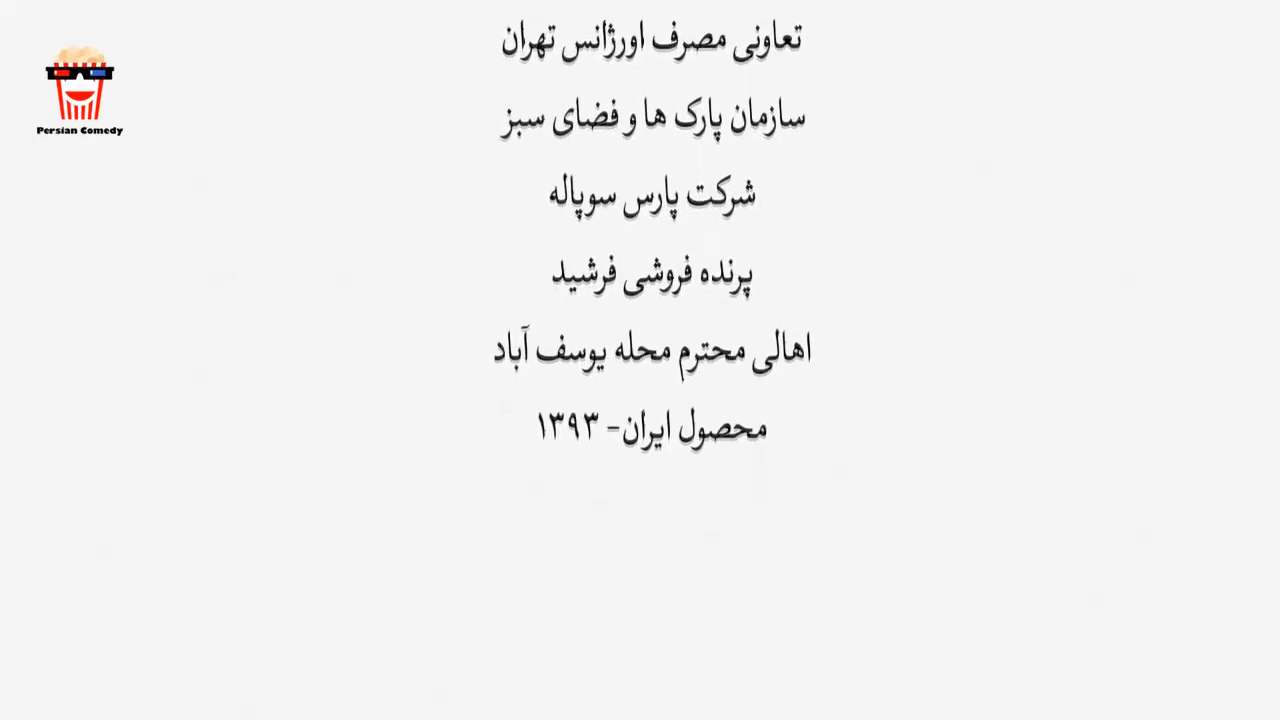 تعاونی مصرف اورژانس تهران
سازمان پارک ها و فضای سبز
شرکت پارس سوپاله
پرنده فروشی فرشید
اهالی محترم محله یوسف آباد
محصول ایران- ۱۳۹۳
Persian Comedy